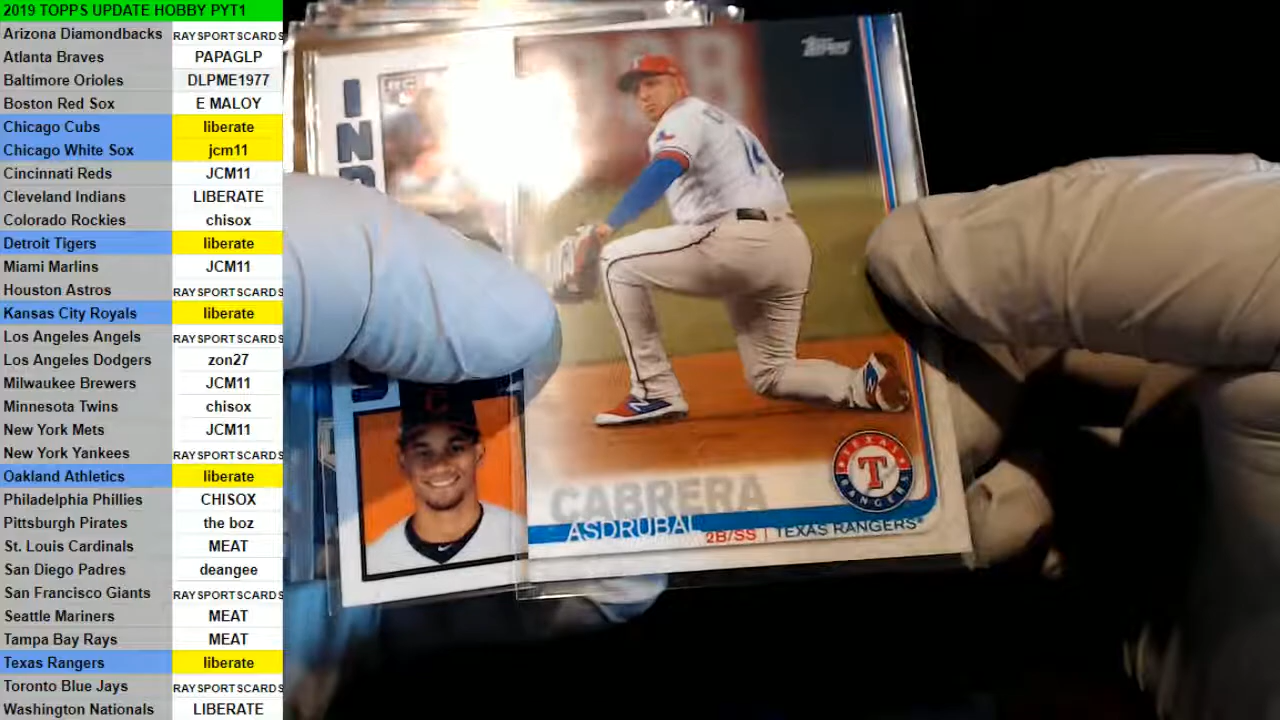 2019 TOPPS UPDATE HOBBY PYT1
Arizona Diamondbacks RAYSPORTSCARDS
Atlanta Braves PAPAGLP
Baltimore Orioles DLPME1977
Boston Red Sox E MALOY
Chicago Cubs liberate
Chicago White Sox jcm11
Cincinnati Reds JCM11
Cleveland Indians LIBERATE
Colorado Rockies chisox
Detroit Tigers liberate
Miami Marlins JCM11
Houston Astros RAYSPORTSCARDS
Kansas City Royals liberate
Los Angeles Angels RAYSPORTSCARDS
Los Angeles Dodgers zon27
Milwaukee Brewers JCM11
Minnesota Twins chisox
New York Mets JCM11
New York Yankees RAYSPORTSCARDS
Oakland Athletics liberate
Philadelphia Phillies CHISOX
Pittsburgh Pirates the boz
St. Louis Cardinals MEAT
San Diego Padres deangee
San Francisco Giants RAYSPORTSCARDS
Seattle Mariners MEAT
Tampa Bay Rays MEAT
Texas Rangers liberate
Toronto Blue Jays RAYSPORTSCARDS
Washington Nationals LIBERATE
TOPPS
CABRERA
ASDRUBAL
2B/SS | TEXAS RANGERS
TEXAS
T
RANGERS
C